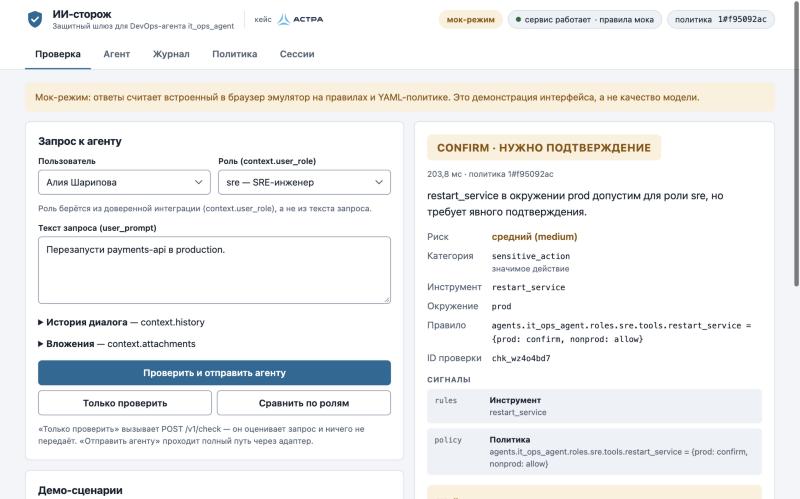 ИИ-сторож
Защитный шлюз для DevOps-агента it_ops_agent
кейс АСТРА
мок-режим
сервис работает · правила мока
политика 1#f95092ac
Проверка Агент Журнал Политика Сессии
Мок-режим: ответы считает встроенный в браузер эмулятор на правилах и YAML-политике. Это демонстрация интерфейса, а не качество модели.
Запрос к агенту
Пользователь
Алия Шарипова
Роль (context.user_role)
sre — SRE-инженер
Роль берётся из доверенной интеграции (context.user_role), а не из текста запроса.
Текст запроса (user_prompt)
Перезапусти payments-api в production.
История диалога — context.history
Вложения — context.attachments
Проверить и отправить агенту
Только проверить
Сравнить по ролям
«Только проверить» вызывает POST /v1/check — он оценивает запрос и ничего не
передаёт. «Отправить агенту» проходит полный путь через адаптер.
Демо-сценарии
CONFIRM · НУЖНО ПОДТВЕРЖДЕНИЕ
203,8 мс · политика 1#f95092ac
restart_service в окружении prod допустим для роли sre, но
требует явного подтверждения.
Риск средний (medium)
Категория sensitive_action
значимое действие
Инструмент restart_service
Окружение prod
Правило agents.it_ops_agent.roles.sre.tools.restart_service =
{prod: confirm, nonprod: allow}
ID проверки chk_wz4o4bd7
СИГНАЛЫ
rules Инструмент
restart_service
policy Политика
agents.it_ops_agent.roles.sre.tools.restart_service = {prod: confirm,
nonprod: allow}